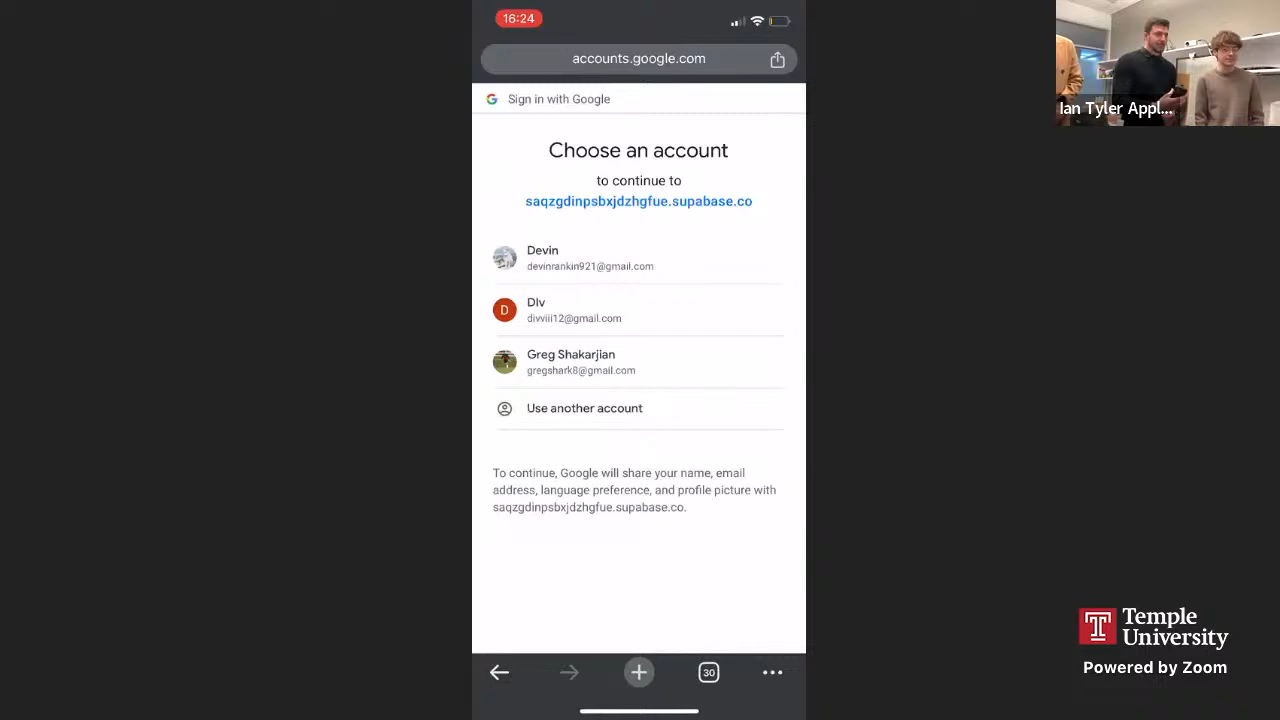 16:24
accounts.google.com
Sign in with Google
Choose an account
to continue to
saqzgdinpsbxjdzhgfue.supabase.co
Devin
devinrankin921@gmail.com
D
Div
divviii12@gmail.com
Greg Shakarjian
gregshark8@gmail.com
Use another account
To continue, Google will share your name, email
address, language preference, and profile picture with
saqzgdinpsbxjdzhgfue.supabase.co.
30
Ian Tyler Appl...
T
Temple
University
Powered by Zoom